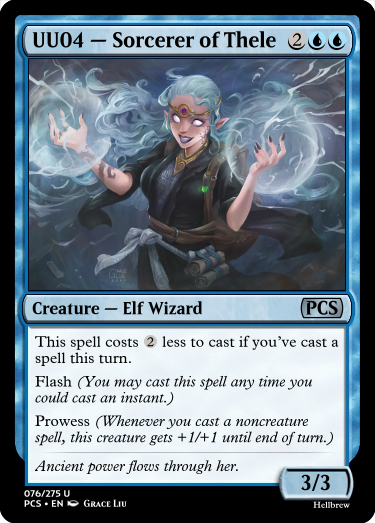 UU04 — Sorcerer of Thele 2
Creature — Elf Wizard PCS
This spell costs 2 less to cast if you've cast a
spell this turn.
Flash (You may cast this spell any time you
could cast an instant.)
Prowess (Whenever you cast a noncreature
spell, this creature gets +1/+1 until end of turn.)
Ancient power flows through her.
3/3
076/275 U
PCS • EN Grace Liu
Hellbrew